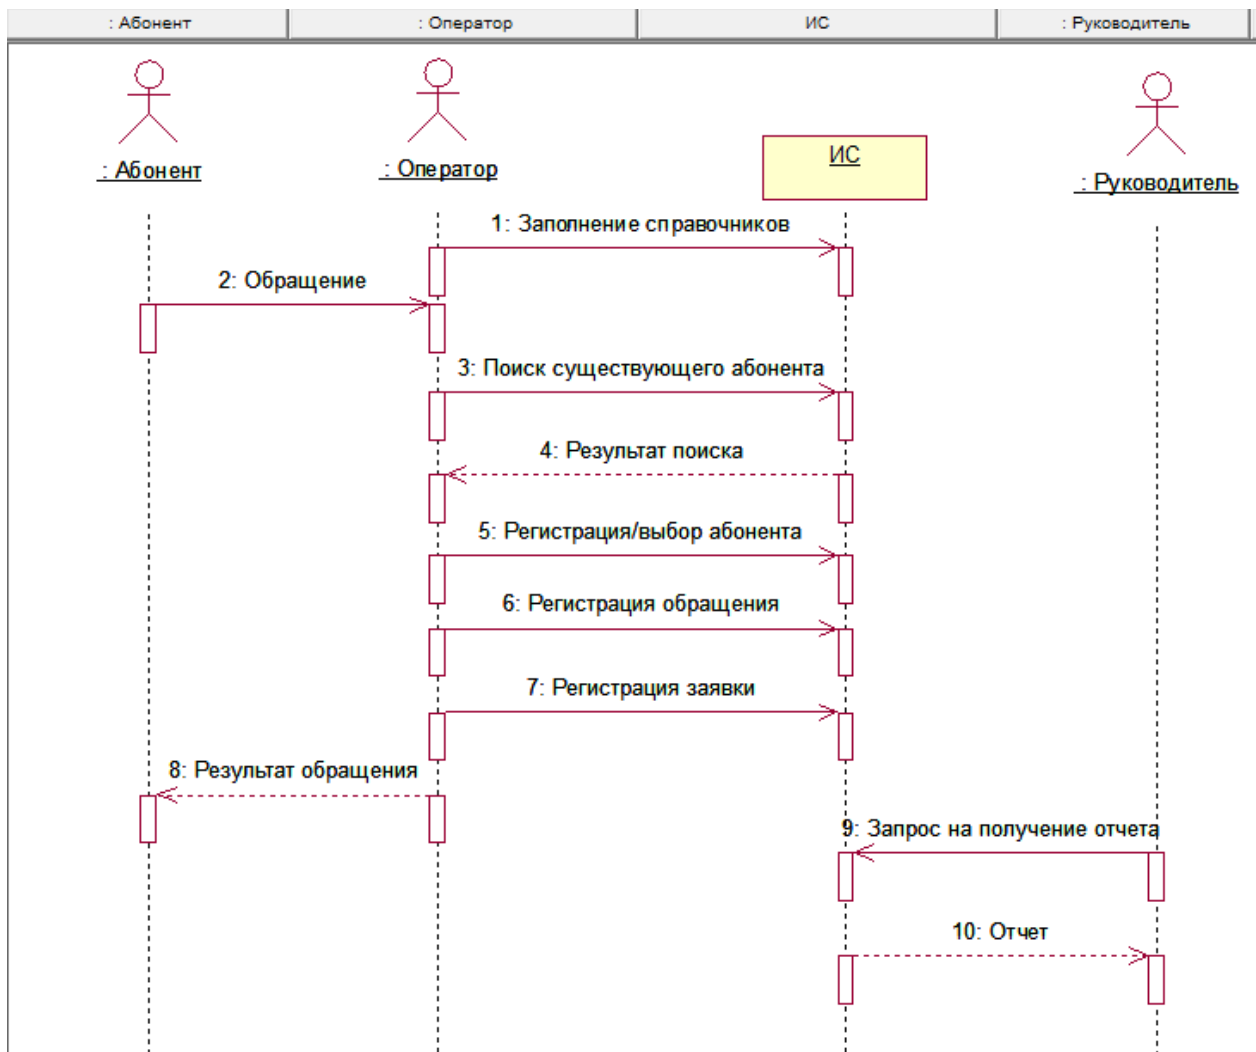 : Абонент
: Оператор
ИС
: Руководитель
: Абонент
: Оператор
ИС
: Руководитель
1: Заполнение справочников
2: Обращение
3: Поиск существующего абонента
4: Результат поиска
5: Регистрация/выбор абонента
6: Регистрация обращения
7: Регистрация заявки
8: Результат обращения
9: Запрос на получение отчета
10: Отчет